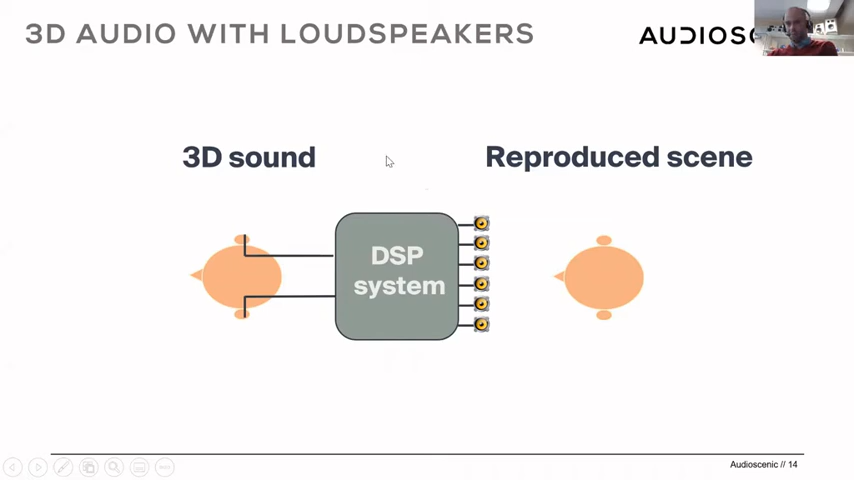 3D AUDIO WITH LOUDSPEAKERS
3D sound
Reproduced scene
DSP
system
Audioscenic // 14